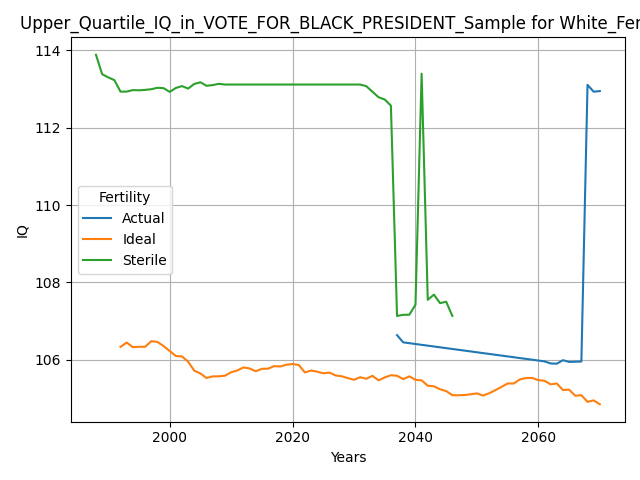 Upper_Quartile_IQ_in_VOTE_FOR_BLACK_PRESIDENT_Sample for White_Fer
114
112
110
108
106
IQ
Fertility
Actual
Ideal
Sterile
2000
2020
2040
2060
Years